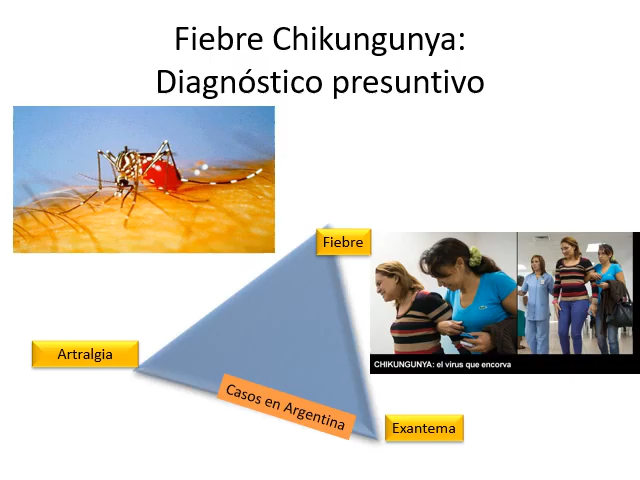 Fiebre Chikungunya:
Diagnóstico presuntivo
Fiebre
Artralgia
CHIKUNGUNYA: el virus que encorva
Casos en Argentina
Exantema